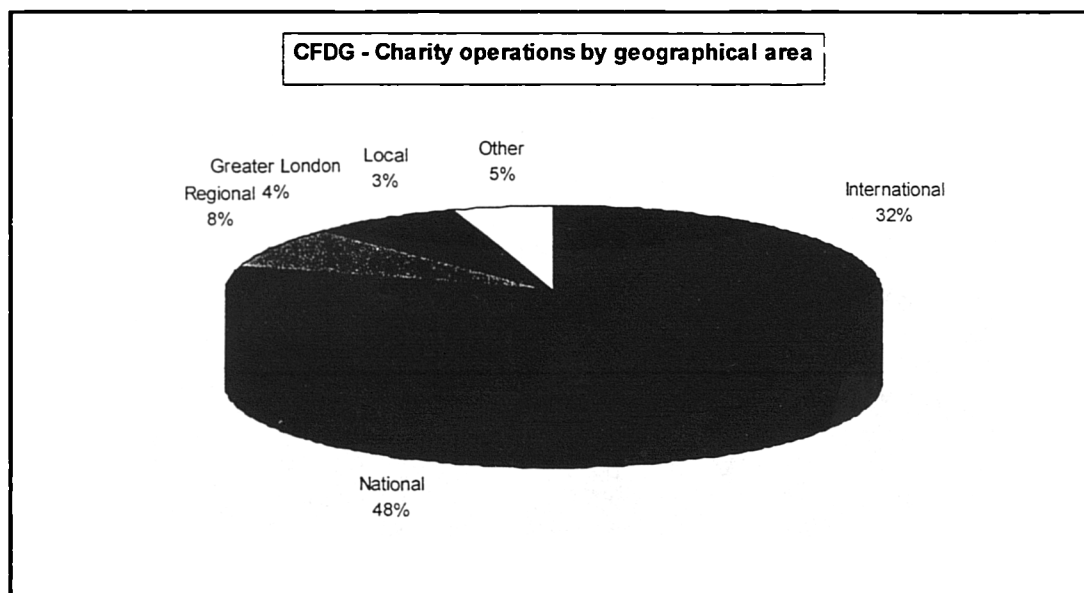 CFDG - Charity operations by geographical area
Other
5%
Local
3%
Greater London
4%
Regional
8%
International
32%
National
48%